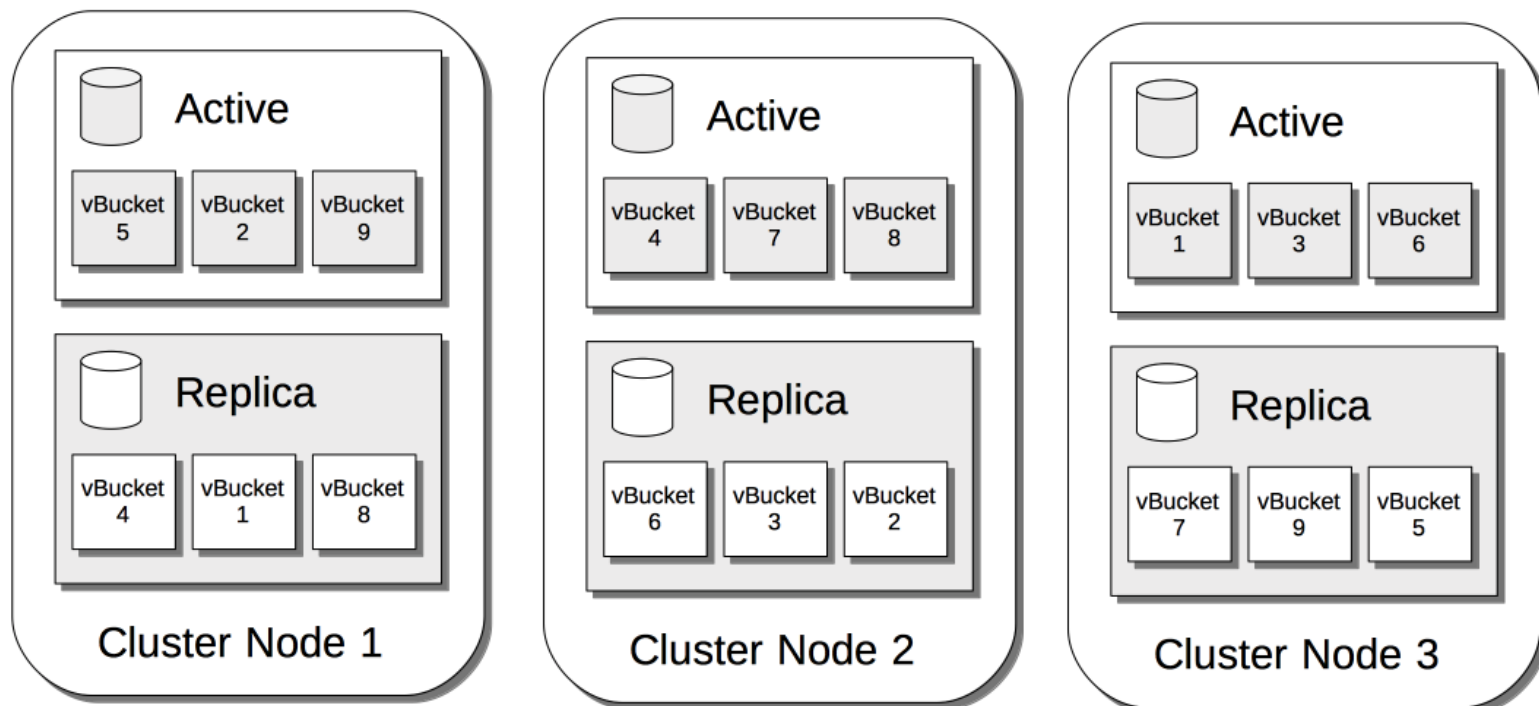 Active
vBucket
5
vBucket
2
vBucket
9
Replica
vBucket
4
vBucket
1
vBucket
8
Cluster Node 1
Active
vBucket
4
vBucket
7
vBucket
8
Replica
vBucket
6
vBucket
3
vBucket
2
Cluster Node 2
Active
vBucket
1
vBucket
3
vBucket
6
Replica
vBucket
7
vBucket
9
vBucket
5
Cluster Node 3